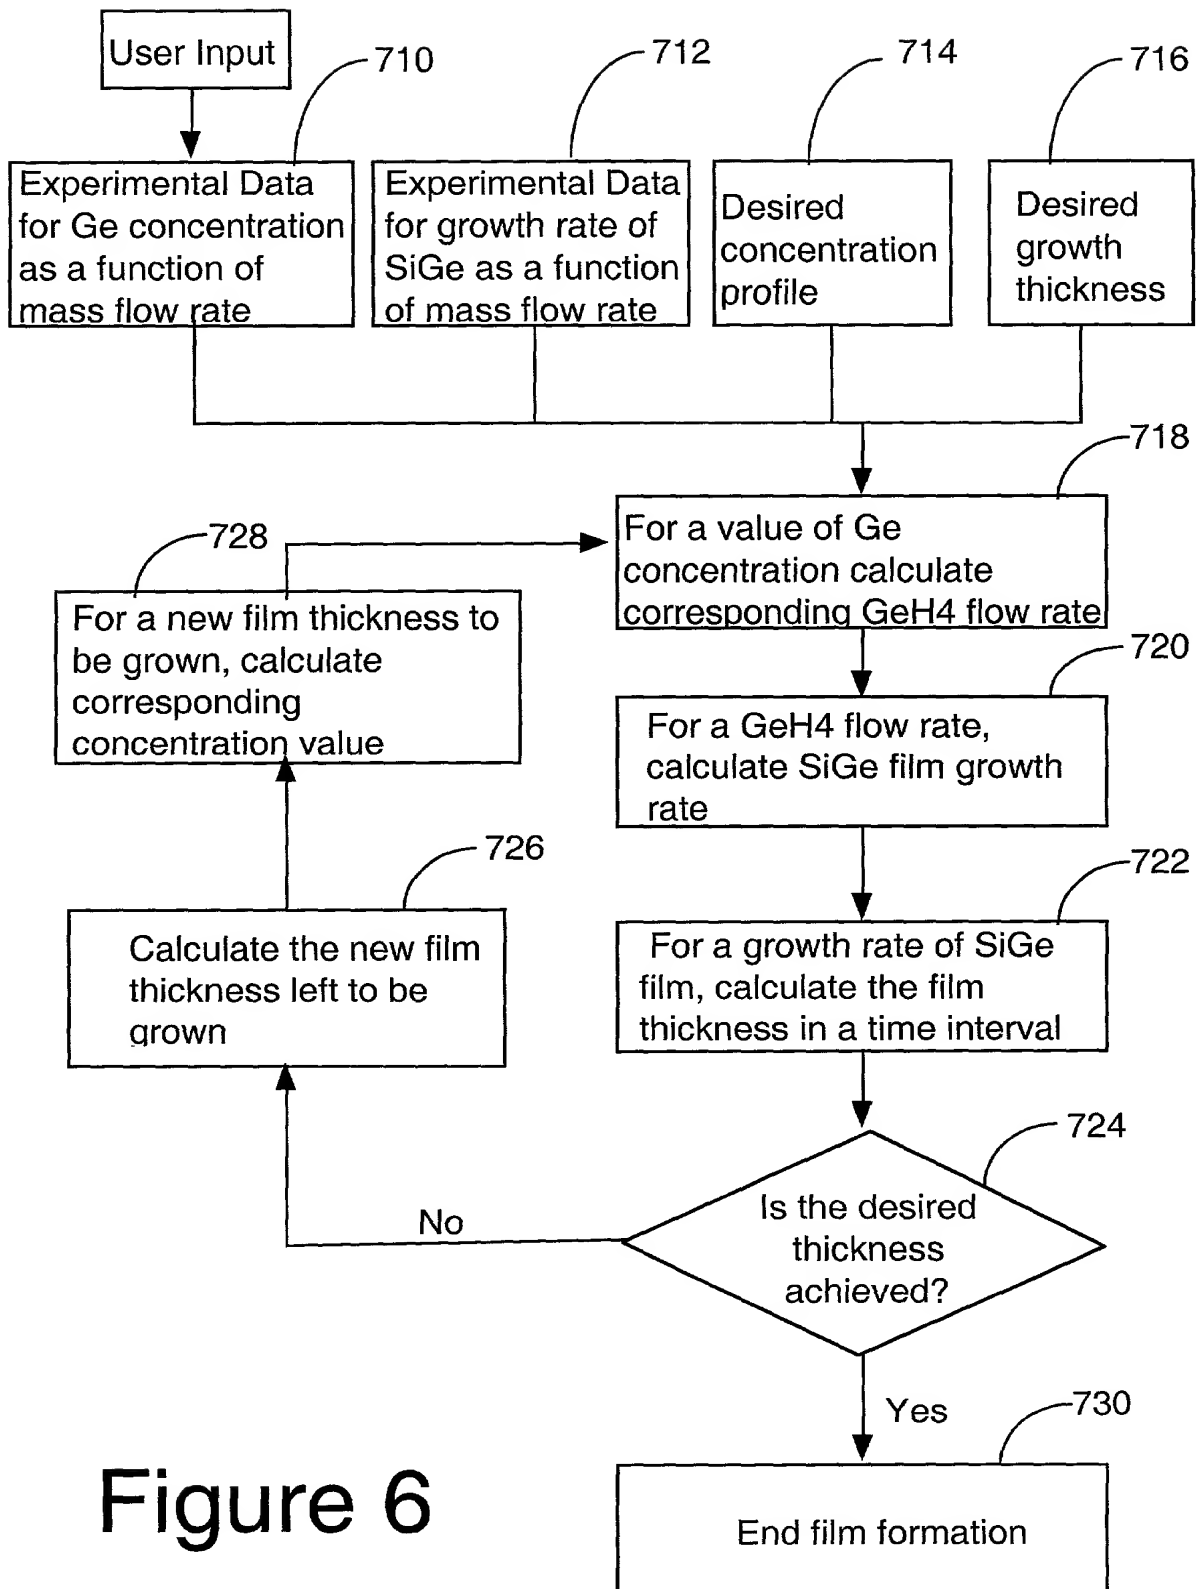 User Input
710
712
714
716
Experimental Data
for Ge concentration
as a function of
mass flow rate
Experimental Data
for growth rate of
SiGe as a function
of mass flow rate
Desired
concentration
profile
Desired
growth
thickness
718
For a value of Ge
concentration calculate
corresponding GeH4 flow rate
728
For a new film thickness to
be grown, calculate
corresponding
concentration value
720
For a GeH4 flow rate,
calculate SiGe film growth
rate
726
Calculate the new film
thickness left to be
grown
722
For a growth rate of SiGe
film, calculate the film
thickness in a time interval
724
Is the desired
thickness
achieved?
No
Yes
730
End film formation
Figure 6